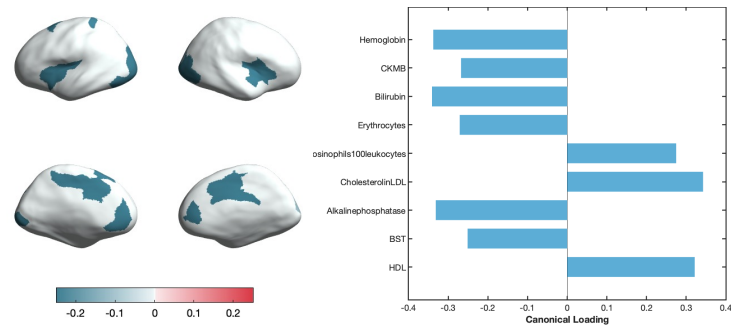 Hemoglobin
CKMB
Bilirubin
Erythrocytes
osinophils100leukocytes
CholesterolinLDL
Alkalinephosphatase
BST
HDL
-0.4 -0.3 -0.2 -0.1 0 0.1 0.2 0.3 0.4
Canonical Loading
-0.2 -0.1 0 0.1 0.2